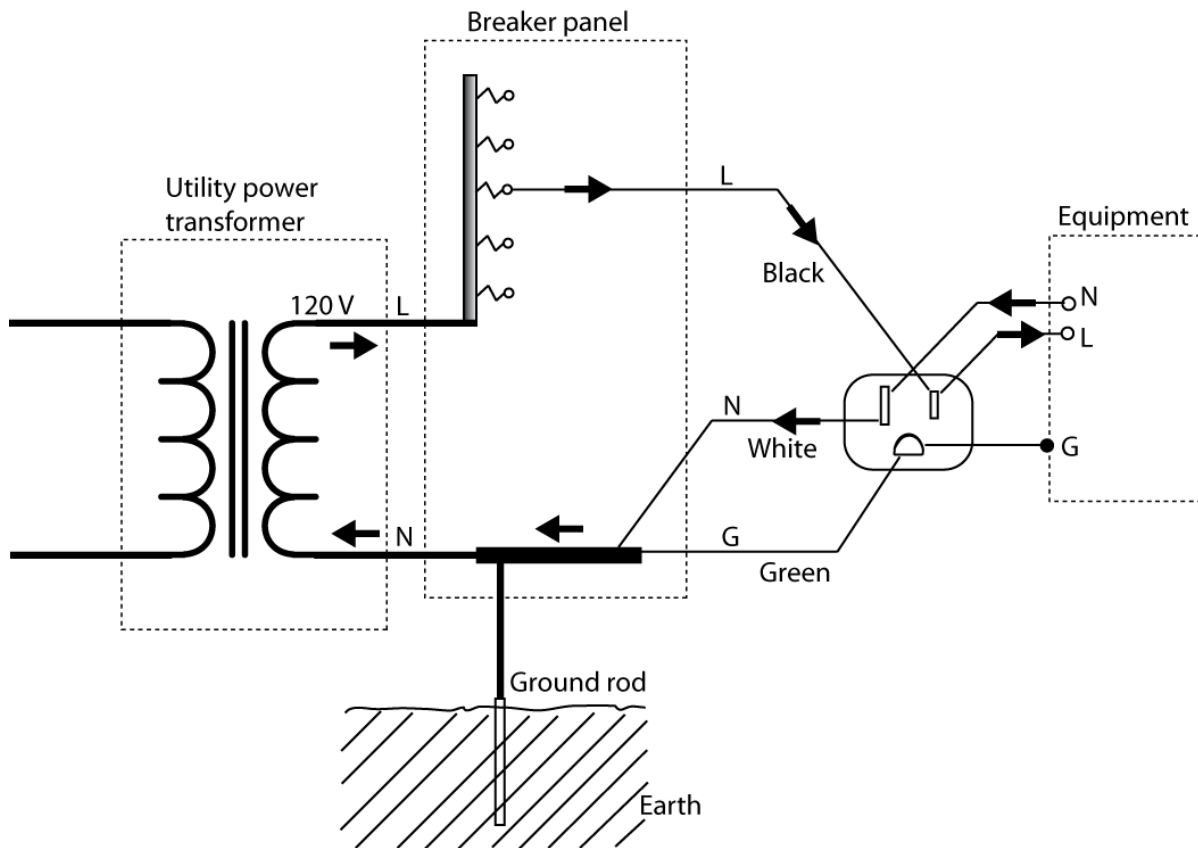 Breaker panel
Utility power
transformer
L
Equipment
Black
120 V
L
N
L
N
White
G
N
G
Green
Ground rod
Earth